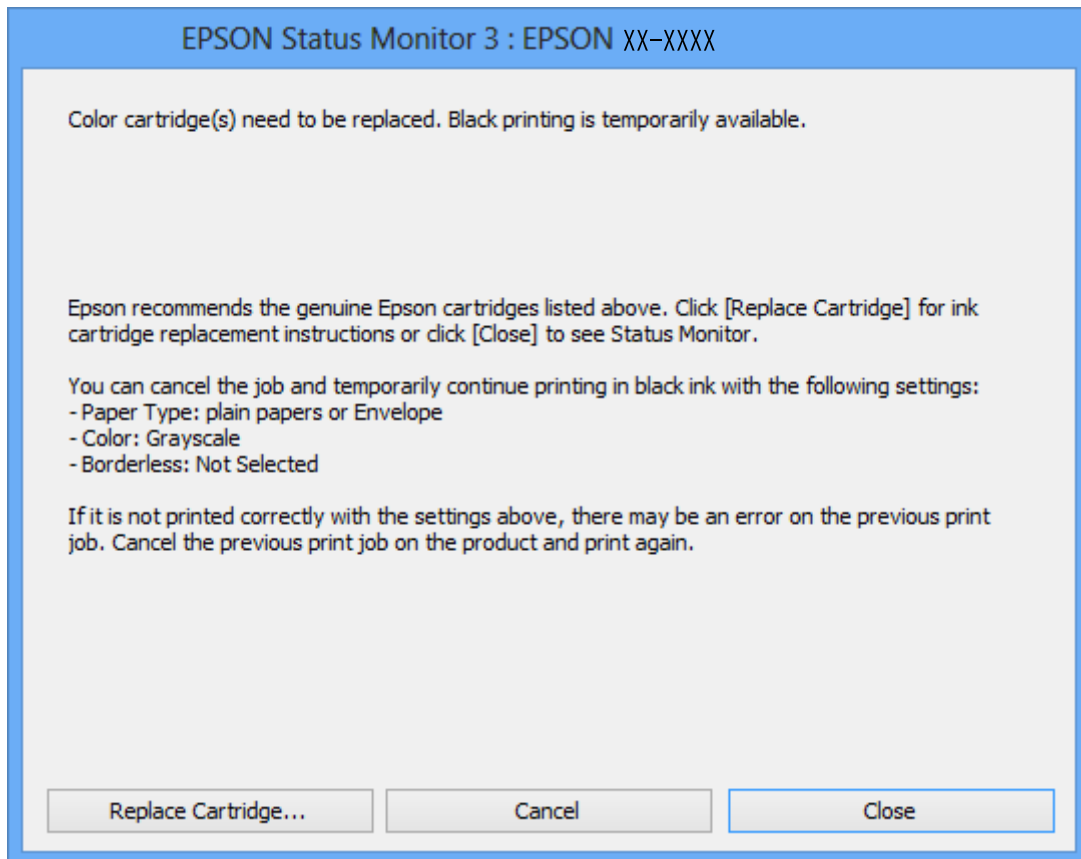 EPSON Status Monitor 3 : EPSON XX-XXXX
Color cartridge(s) need to be replaced. Black printing is temporarily available.
Epson recommends the genuine Epson cartridges listed above. Click [Replace Cartridge] for ink
cartridge replacement instructions or click [Close] to see Status Monitor.
You can cancel the job and temporarily continue printing in black ink with the following settings:
- Paper Type: plain papers or Envelope
- Color: Grayscale
- Borderless: Not Selected
If it is not printed correctly with the settings above, there may be an error on the previous print
job. Cancel the previous print job on the product and print again.
Replace Cartridge...
Cancel
Close